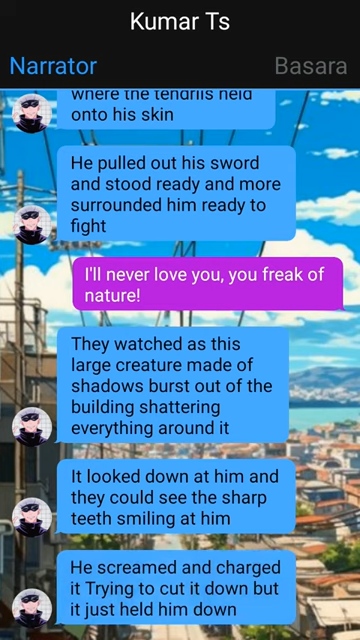 Kumar Ts
Narrator
Basara
where the tendrils held
onto his skin
He pulled out his sword
and stood ready and more
surrounded him ready to
fight
I'll never love you, you freak of
nature!
They watched as this
large creature made of
shadows burst out of the
building shattering
everything around it
It looked down at him and
they could see the sharp
teeth smiling at him
He screamed and charged
it Trying to cut it down but
it just held him down